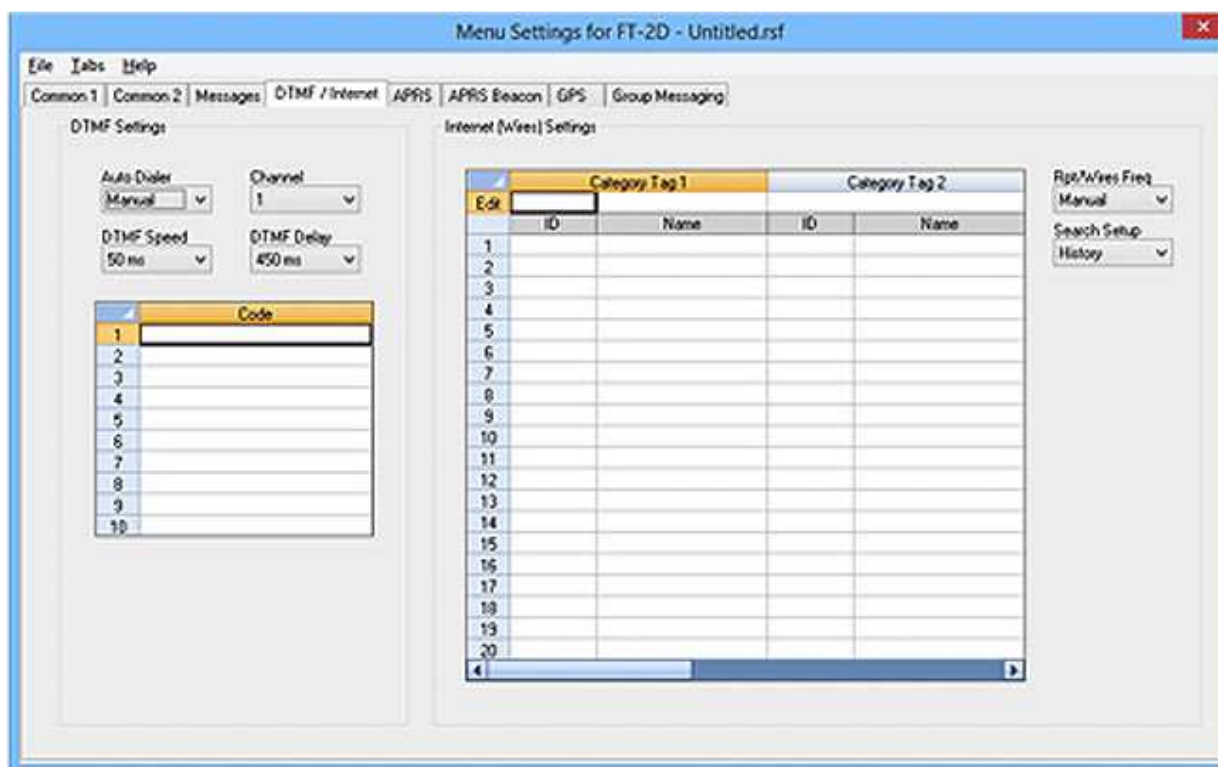 Menu Settings for FT-2D - Untitled.rsf
File Tabs Help
Common 1 Common 2 Messages DTMF / Internet APRS APRS Beacon GPS Group Messaging
DTMF Settings
Auto Dialer Channel
Manual 1
DTMF Speed DTMF Delay
50 ms 450 ms
Code
1
2
3
4
5
6
7
8
9
10
Internet (Wires) Settings
Category Tag 1 Category Tag 2
Edit
ID Name ID Name
1
2
3
4
5
6
7
8
9
10
11
12
13
14
15
16
17
18
19
20
Rpt/Wires Freq
Manual
Search Setup
History